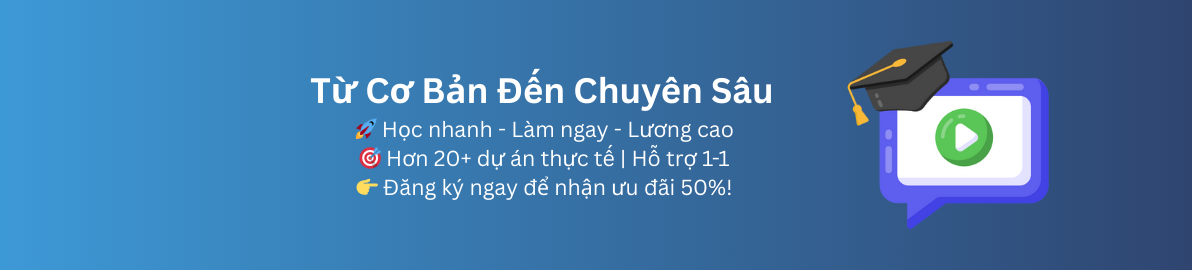 Từ Cơ Bản Đến Chuyên Sâu
🚀 Học nhanh - Làm ngay - Lương cao
🎯 Hơn 20+ dự án thực tế | Hỗ trợ 1-1
👉 Đăng ký ngay để nhận ưu đãi 50%!